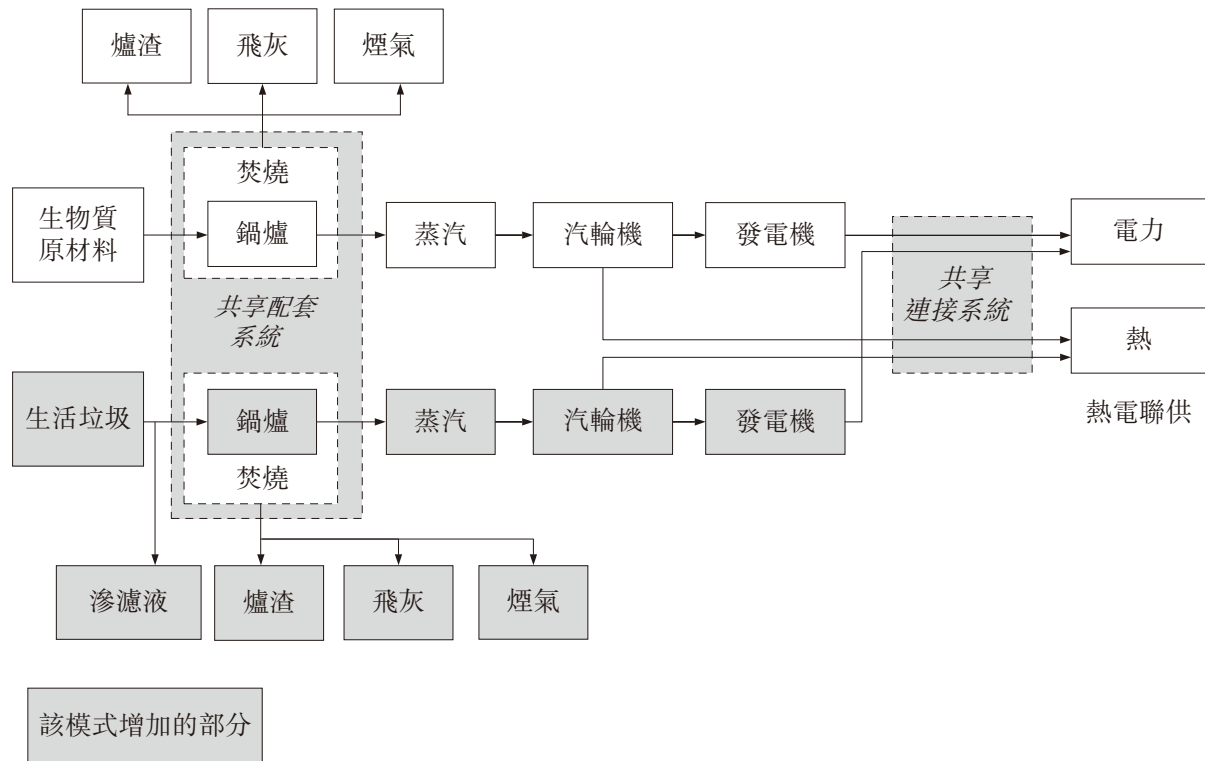 爐渣
飛灰
煙氣
焚燒
生物質
原材料
鍋爐
蒸汽
汽輪機
發電機
電力
共享配套
系統
共享
連接系統
熱
生活垃圾
鍋爐
蒸汽
汽輪機
發電機
熱電聯供
焚燒
滲濾液
爐渣
飛灰
煙氣
該模式增加的部分